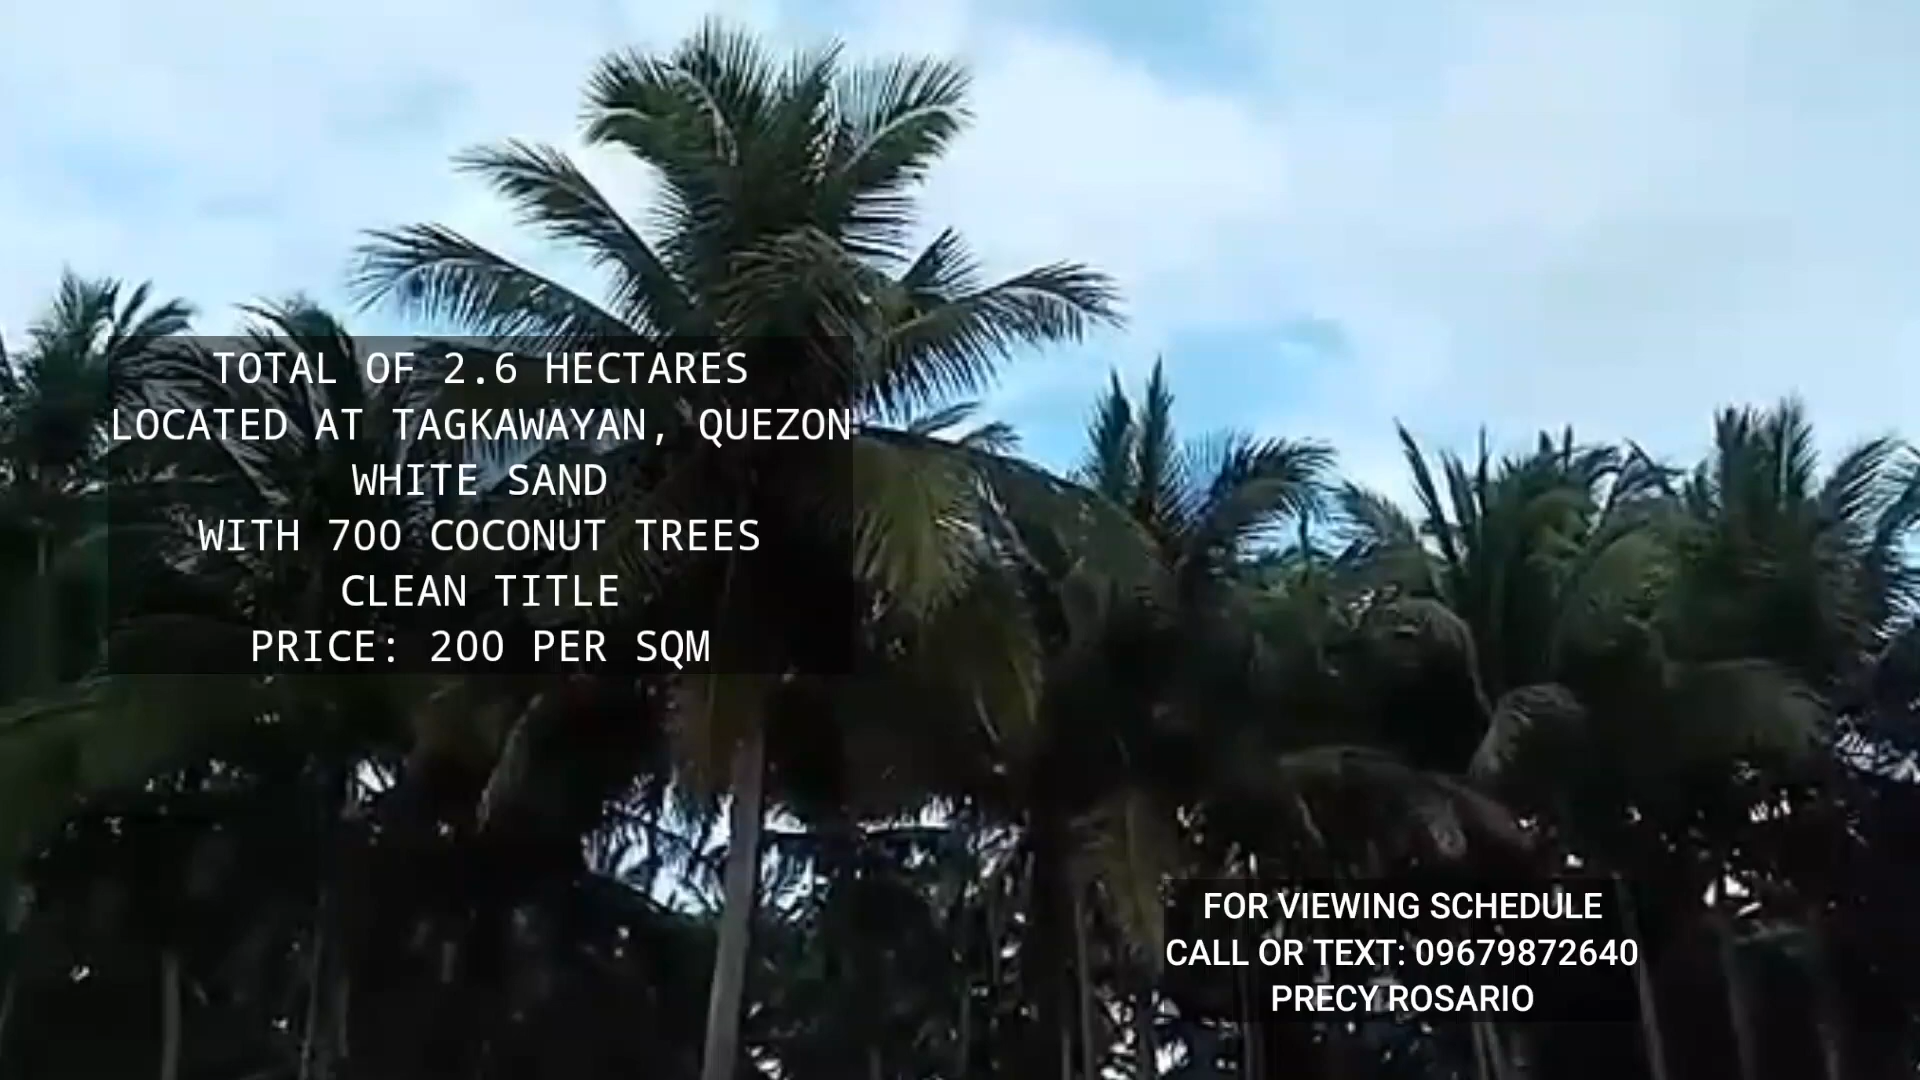 TOTAL OF 2.6 HECTARES
LOCATED AT TAGKAWAYAN, QUEZON
WHITE SAND
WITH 700 COCONUT TREES
CLEAN TITLE
PRICE: 200 PER SQM
FOR VIEWING SCHEDULE
CALL OR TEXT: 09679872640
PRECY ROSARIO